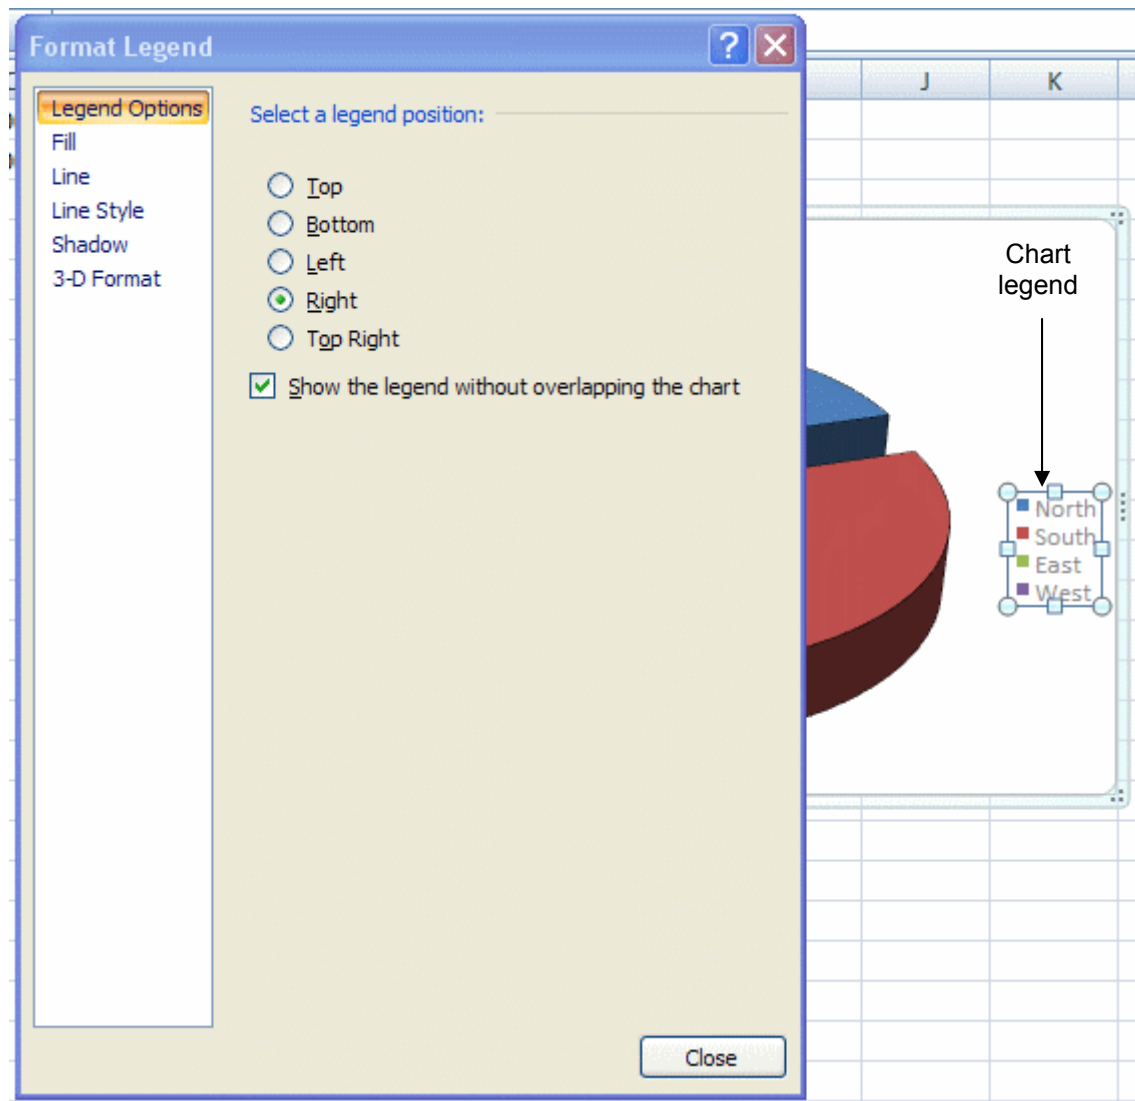 Format Legend
?
J
K
Legend Options
Fill
Line
Line Style
Shadow
3-D Format
Select a legend position:
Top
Bottom
Left
Right
Top Right
Show the legend without overlapping the chart
Chart
legend
North
South
East
West
Close